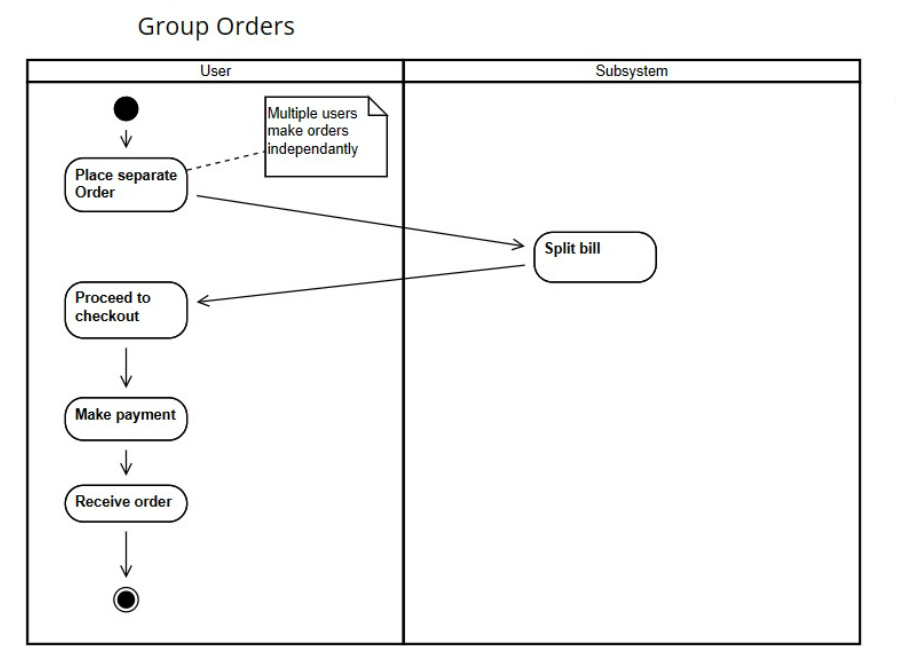 Group Orders
User
Subsystem
Multiple users
make orders
independantly
Place separate
Order
Split bill
Proceed to
checkout
Make payment
Receive order